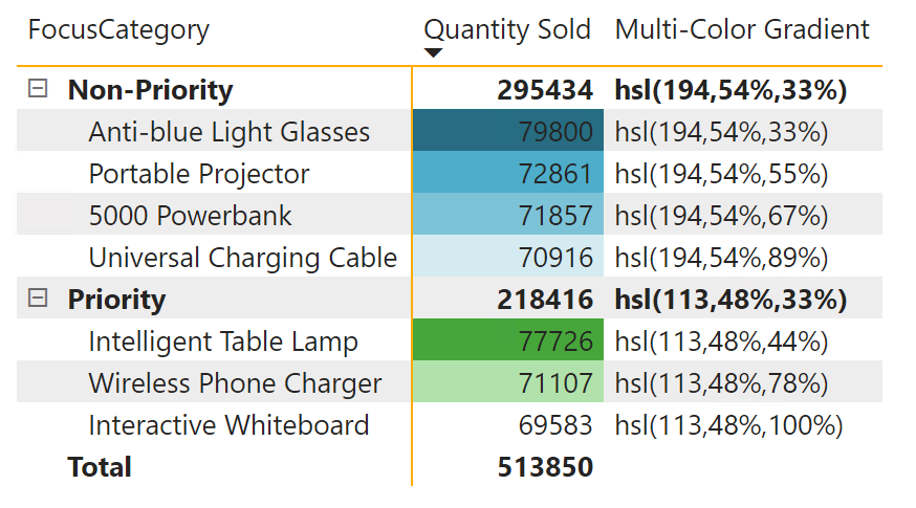 FocusCategory Quantity Sold Multi-Color Gradient
Non-Priority 295434 hsl(194,54%,33%)
Anti-blue Light Glasses 79800 hsl(194,54%,33%)
Portable Projector 72861 hsl(194,54%,55%)
5000 Powerbank 71857 hsl(194,54%,67%)
Universal Charging Cable 70916 hsl(194,54%,89%)
Priority 218416 hsl(113,48%,33%)
Intelligent Table Lamp 77726 hsl(113,48%,44%)
Wireless Phone Charger 71107 hsl(113,48%,78%)
Interactive Whiteboard 69583 hsl(113,48%,100%)
Total 513850